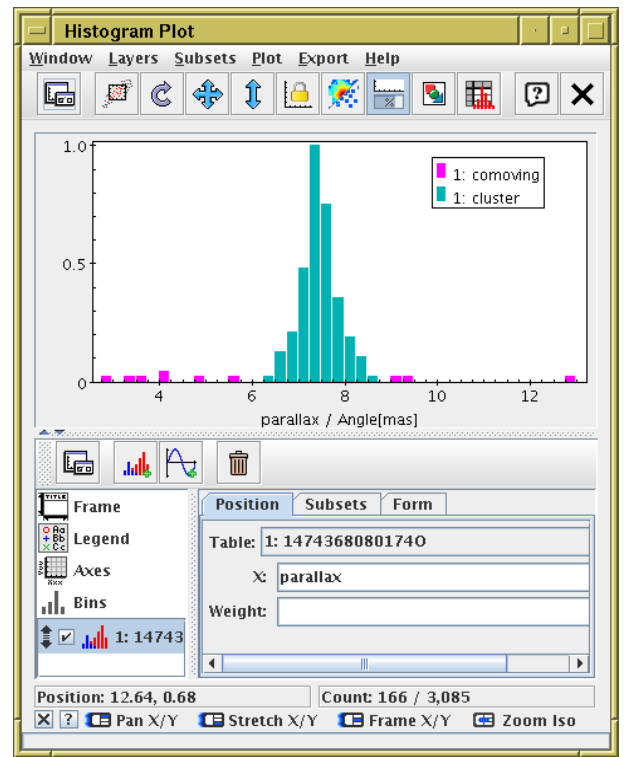 Histogram Plot
Window Layers Subsets Plot Export Help
1.0
0.5
0
1: comoving
1: cluster
4 6 8 10 12
parallax / Angle[mas]
Frame
Legend
Axes
Bins
1: 14743
Position Subsets Form
Table: 1: 1474368080174O
X: parallax
Weight:
Position: 12.64, 0.68 Count: 166 / 3,085
Pan X/Y Stretch X/Y Frame X/Y Zoom Iso